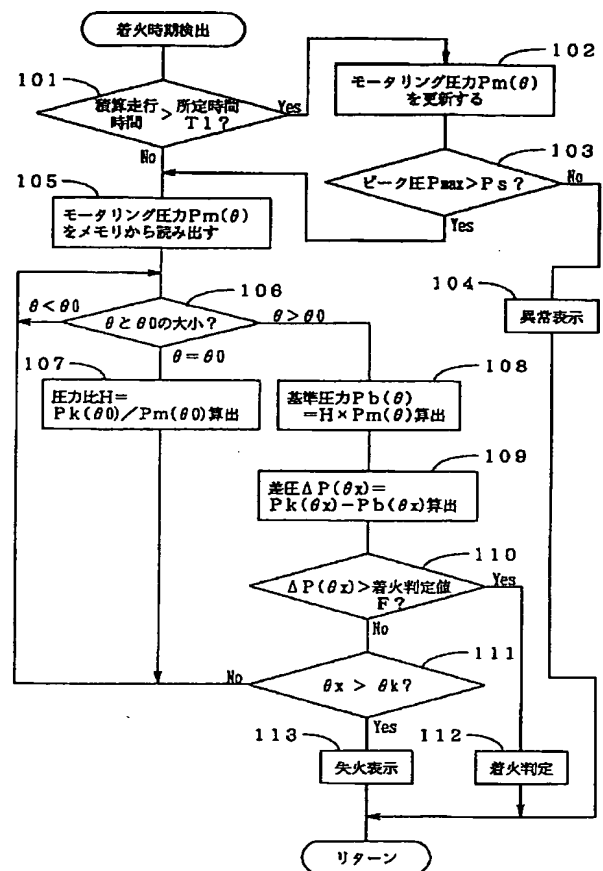 着火時期検出
101
積算走行 > 所定時間
時間 T1?
Yes
No
102
モータリング圧力Pm(θ)
を更新する
103
ピーク圧Pmax>Ps?
No
Yes
104
異常表示
105
モータリング圧力Pm(θ)
をメモリから読み出す
106
θとθ0の大小?
θ<θ0
θ>θ0
θ=θ0
107
圧力比H=
Pk(θ0)/Pm(θ0)算出
108
基準圧力Pb(θ)
=H×Pm(θ)算出
109
差圧ΔP(θx)=
Pk(θx)-Pb(θx)算出
110
ΔP(θx)>着火判定値
F?
Yes
No
111
θx > θk?
No
Yes
113
失火表示
112
着火判定
リターン